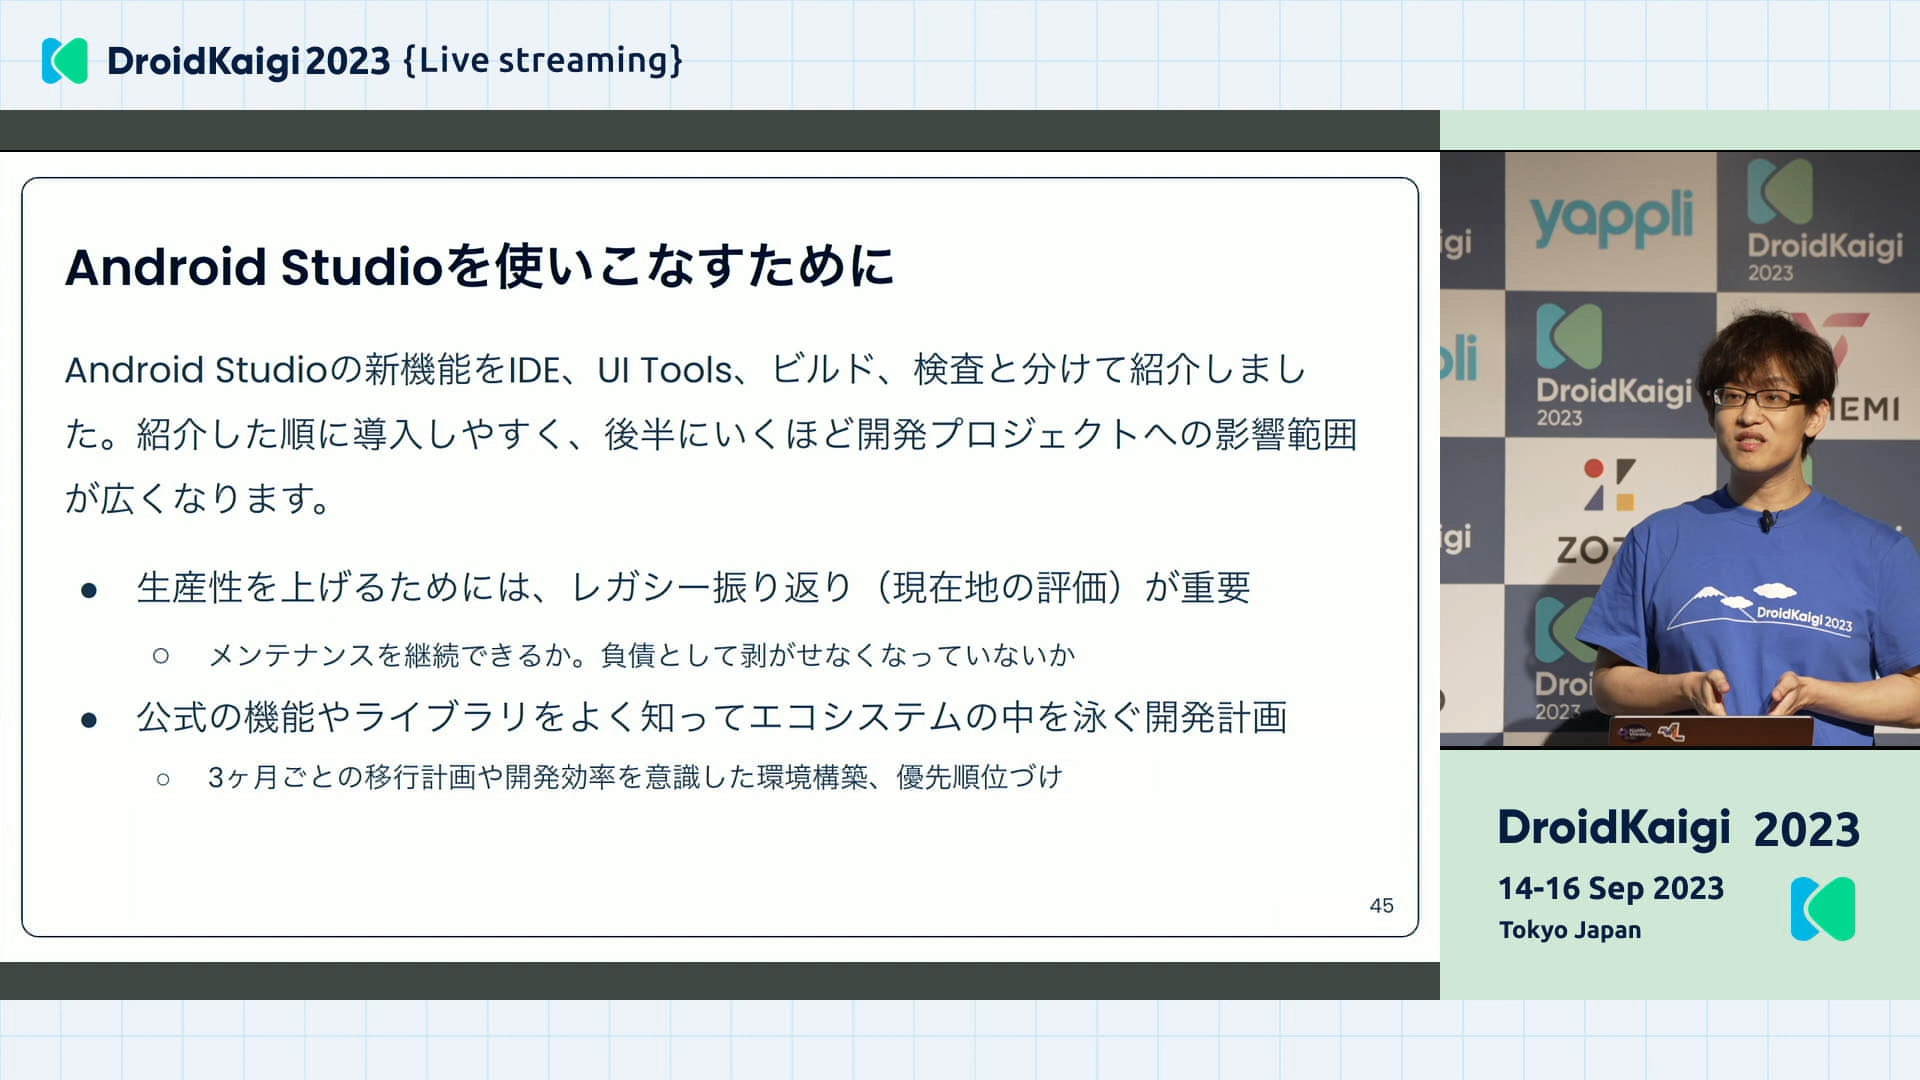 DroidKaigi 2023 {Live streaming}
Android Studioを使いこなすために
Android Studioの新機能をIDE、UI Tools、ビルド、検査と分けて紹介しまし
た。紹介した順に導入しやすく、後半にいくほど開発プロジェクトへの影響範囲
が広くなります。
● 生産性を上げるためには、レガシー振り返り（現在地の評価）が重要
○ メンテナンスを継続できるか。負債として剥がせなくなっていないか
● 公式の機能やライブラリをよく知ってエコシステムの中を泳ぐ開発計画
○ 3ヶ月ごとの移行計画や開発効率を意識した環境構築、優先順位づけ
45
igi
yappli
DroidKaigi
2023
pli
DroidKaigi
2023
HEMI
igi
ZOZ
DroidKaigi 2023
Droi
2023
DroidKaigi 2023
14-16 Sep 2023
Tokyo Japan